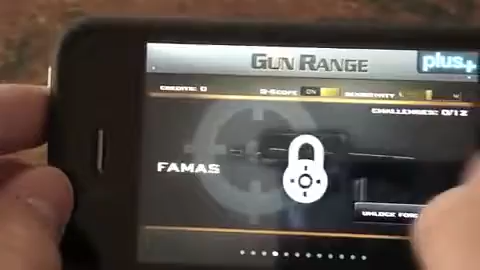 GUN RANGE
plus+
CREDITS: 0
G-SCOPE ON SENSITIVITY
CHALLENGES: 0/12
FAMAS
UNLOCK FOR